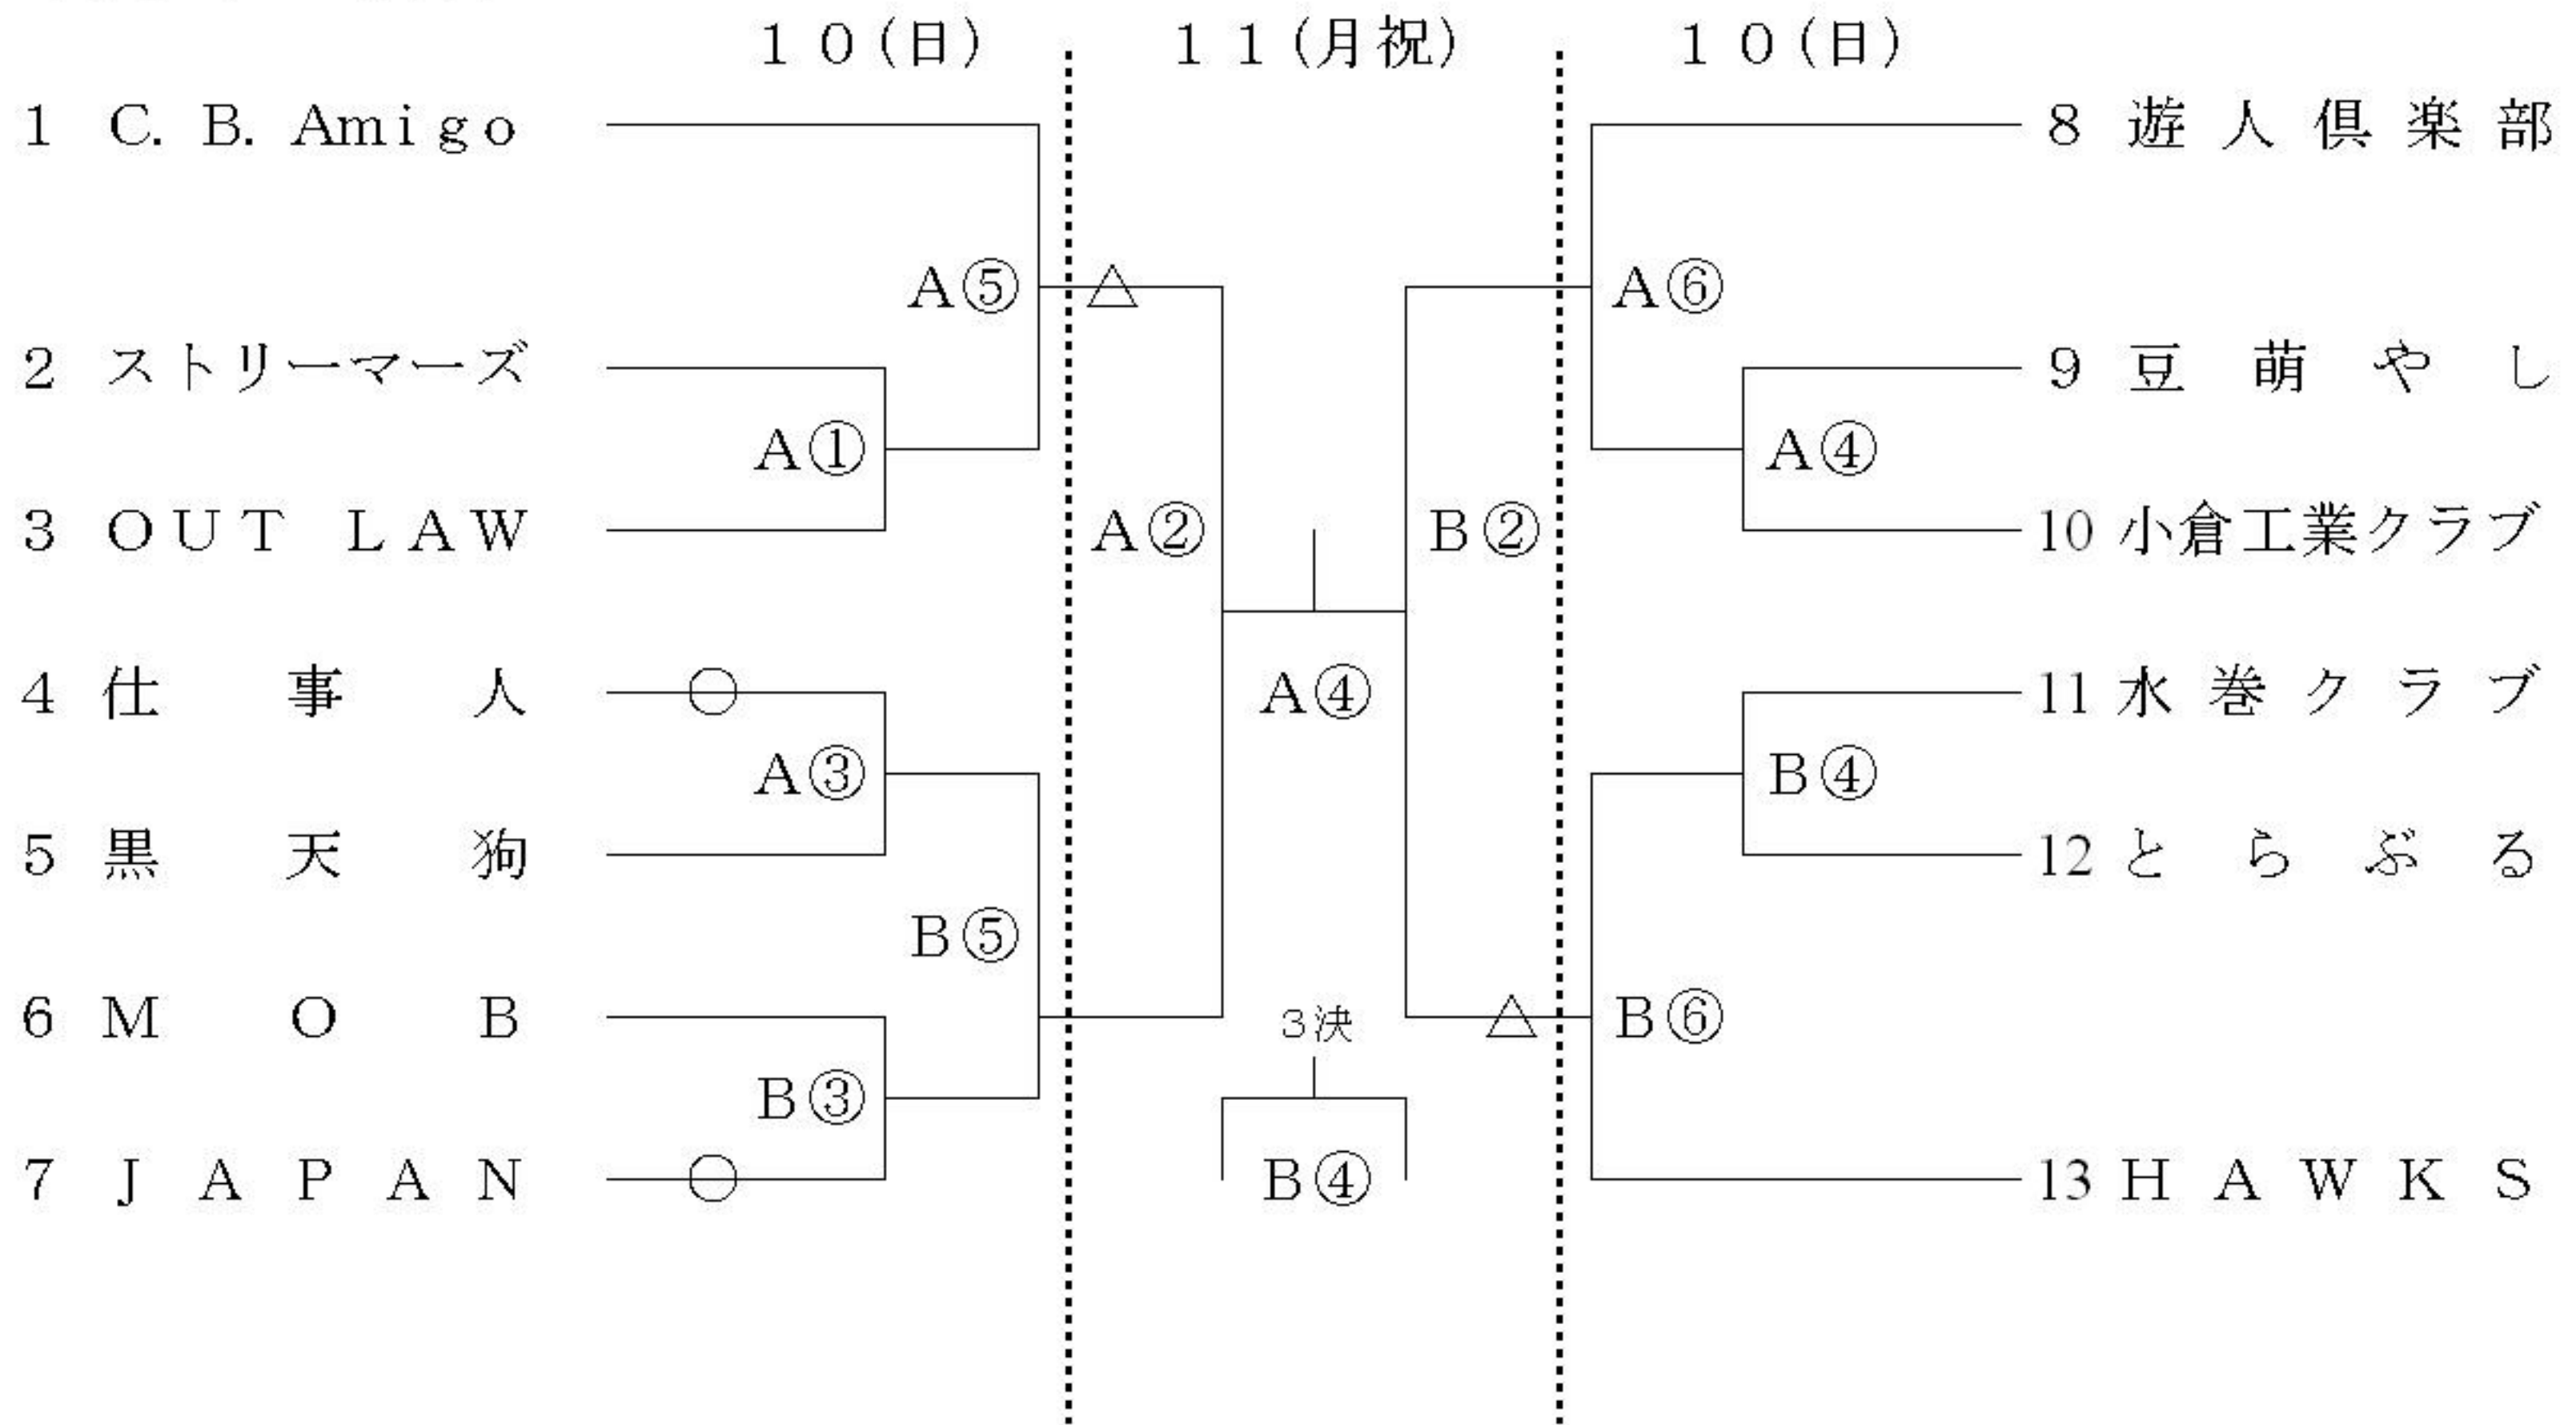 １０(日) １１(月祝) １０(日)
1 C. B. Amigo 8 遊人倶楽部
A⑤ △ A⑥
2 ストリーマーズ 9 豆萌やし
A① A④
3 OUT LAW A② B② 10 小倉工業クラブ
4 仕事人 ○ A④ 11 水巻クラブ
A③ B④
5 黒天狗 12 とらぶる
B⑤
6 MOB 3決 △ B⑥
B③
7 JAPAN ○ B④ 13 HAWKS